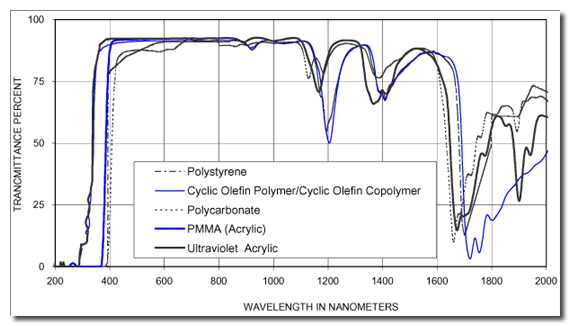 100
75
50
25
0
TRANCMITTANCE PERCENT
Polystyrene
Cyclic Olefin Polymer/Cyclic Olefin Copolymer
Polycarbonate
PMMA (Acrylic)
Ultraviolet Acrylic
200 400 600 800 1000 1200 1400 1600 1800 2000
WAVELENGTH IN NANOMETERS